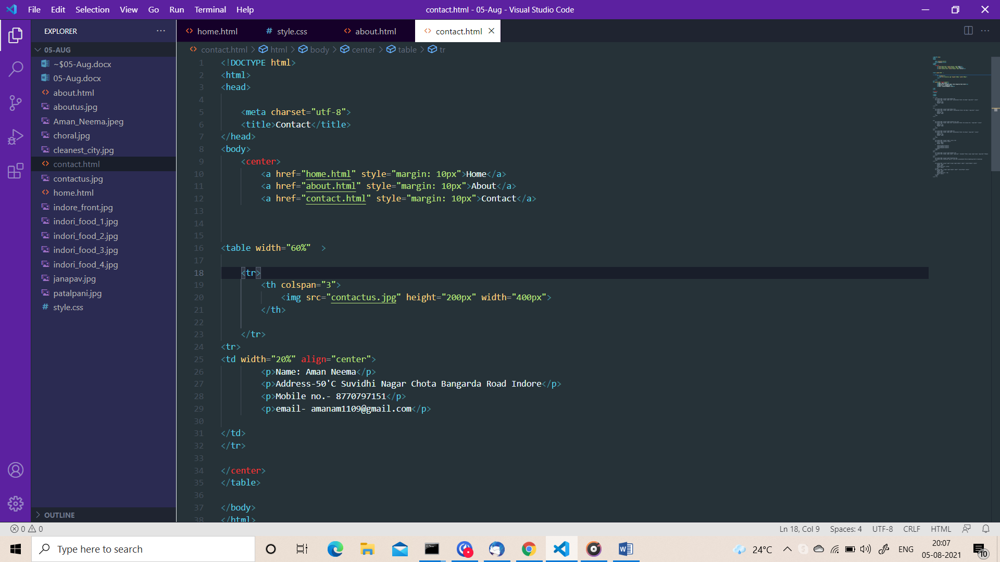 File Edit Selection View Go Run Terminal Help
contact.html - 05-Aug - Visual Studio Code
EXPLORER
05-AUG
~$05-Aug.docx
05-Aug.docx
about.html
aboutus.jpg
Aman_Neema.jpeg
choral.jpg
cleanest_city.jpg
contact.html
contactus.jpg
home.html
indore_front.jpg
indori_food_1.jpg
indori_food_2.jpg
indori_food_3.jpg
indori_food_4.jpg
janapav.jpg
patalpani.jpg
style.css
OUTLINE
home.html style.css about.html contact.html
contact.html > html > body > center > table > tr
1 <!DOCTYPE html>
2 <html>
3 <head>
4
5 <meta charset="utf-8">
6 <title>Contact</title>
7 </head>
8 <body>
9 <center>
10 <a href="home.html" style="margin: 10px">Home</a>
11 <a href="about.html" style="margin: 10px">About</a>
12 <a href="contact.html" style="margin: 10px">Contact</a>
13
14
15
16 <table width="60%"  >
17
18 <tr>
19 <th colspan="3">
20 <img src="contactus.jpg" height="200px" width="400px">
21 </th>
22
23 </tr>
24 <tr>
25 <td width="20%" align="center">
26 <p>Name: Aman Neema</p>
27 <p>Address-50'C Suvidhi Nagar Chota Bangarda Road Indore</p>
28 <p>Mobile no.- 8770797151</p>
29 <p>email- amanam1109@gmail.com</p>
30
31 </td>
32 </tr>
33
34 </center>
35 </table>
36
37 </body>
38 </html>
0 0
Ln 18, Col 9 Spaces: 4 UTF-8 CRLF HTML
Type here to search
24°C
ENG
20:07
05-08-2021
10